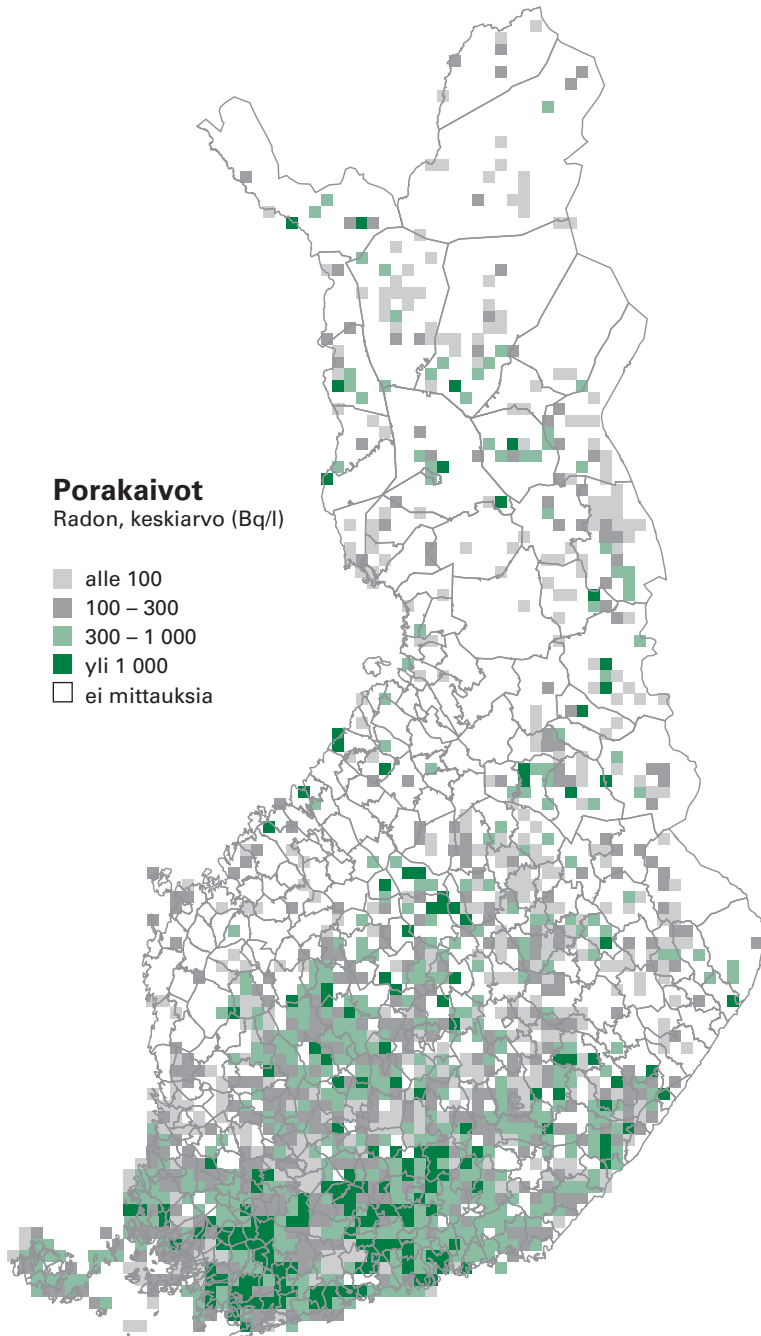 Porakaivot
Radon, keskiarvo (Bq/l)
alle 100
100 – 300
300 – 1 000
yli 1 000
ei mittauksia